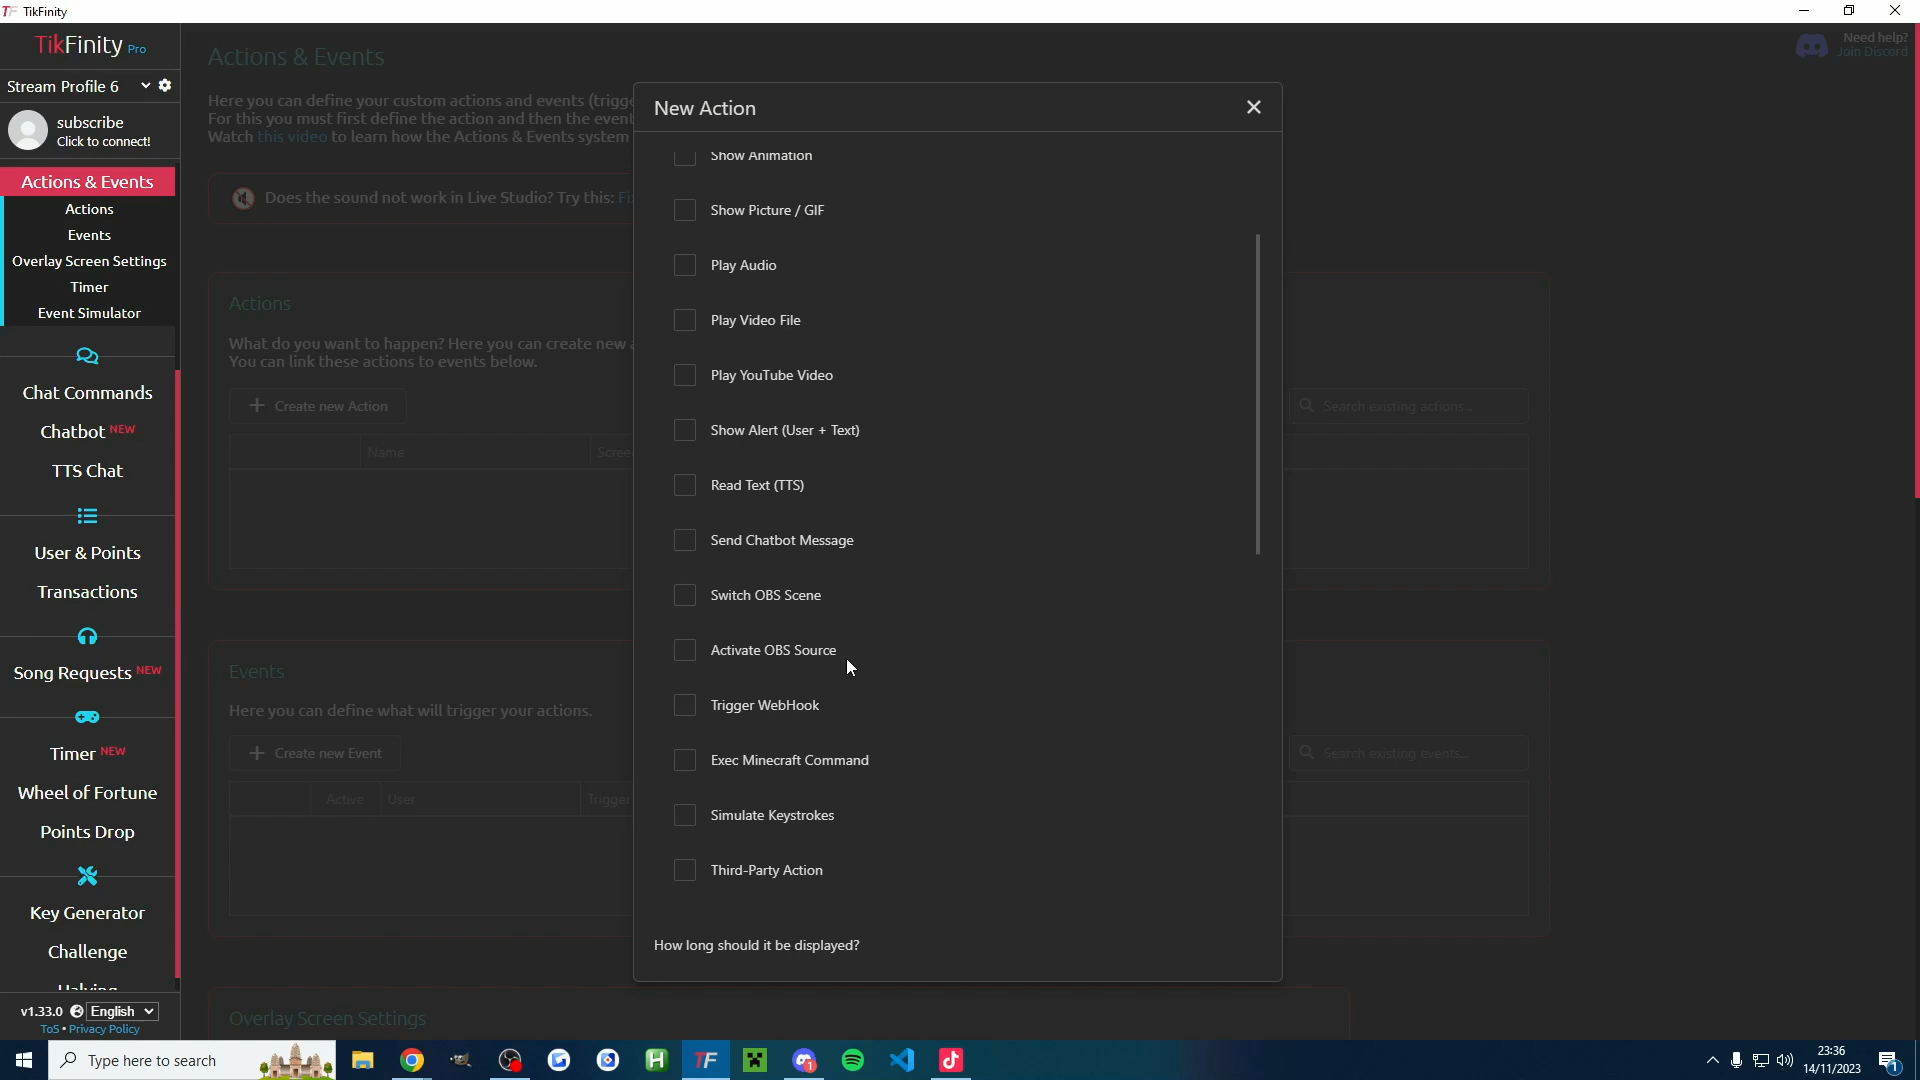 TF TikFinity
TikFinity Pro
Stream Profile 6
subscribe
Click to connect!
Actions & Events
Actions
Events
Overlay Screen Settings
Timer
Event Simulator
Chat Commands
Chatbot NEW
TTS Chat
User & Points
Transactions
Song Requests NEW
Timer NEW
Wheel of Fortune
Points Drop
Key Generator
Challenge
Halving
v1.33.0 English
ToS • Privacy Policy
Actions & Events
Need help?
Join Discord
Here you can define your custom actions and events (trigge
For this you must first define the action and then the event
Watch this video to learn how the Actions & Events system
Does the sound not work in Live Studio? Try this:
Actions
What do you want to happen? Here you can create new a
You can link these actions to events below.
+ Create new Action
Search existing actions...
Name
Scree
Events
Here you can define what will trigger your actions.
+ Create new Event
Search existing events...
Active
User
Trigger
Overlay Screen Settings
New Action
Show Animation
Show Picture / GIF
Play Audio
Play Video File
Play YouTube Video
Show Alert (User + Text)
Read Text (TTS)
Send Chatbot Message
Switch OBS Scene
Activate OBS Source
Trigger WebHook
Exec Minecraft Command
Simulate Keystrokes
Third-Party Action
How long should it be displayed?
Type here to search
H
TF
1
23:36
14/11/2023
1